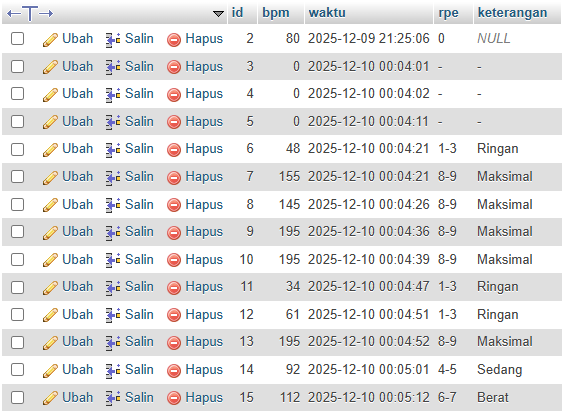 id bpm waktu rpe keterangan
Ubah Salin Hapus 2 80 2025-12-09 21:25:06 0 NULL
Ubah Salin Hapus 3 0 2025-12-10 00:04:01 - -
Ubah Salin Hapus 4 0 2025-12-10 00:04:02 - -
Ubah Salin Hapus 5 0 2025-12-10 00:04:11 - -
Ubah Salin Hapus 6 48 2025-12-10 00:04:21 1-3 Ringan
Ubah Salin Hapus 7 155 2025-12-10 00:04:21 8-9 Maksimal
Ubah Salin Hapus 8 145 2025-12-10 00:04:26 8-9 Maksimal
Ubah Salin Hapus 9 195 2025-12-10 00:04:36 8-9 Maksimal
Ubah Salin Hapus 10 195 2025-12-10 00:04:39 8-9 Maksimal
Ubah Salin Hapus 11 34 2025-12-10 00:04:47 1-3 Ringan
Ubah Salin Hapus 12 61 2025-12-10 00:04:51 1-3 Ringan
Ubah Salin Hapus 13 195 2025-12-10 00:04:52 8-9 Maksimal
Ubah Salin Hapus 14 92 2025-12-10 00:05:01 4-5 Sedang
Ubah Salin Hapus 15 112 2025-12-10 00:05:12 6-7 Berat